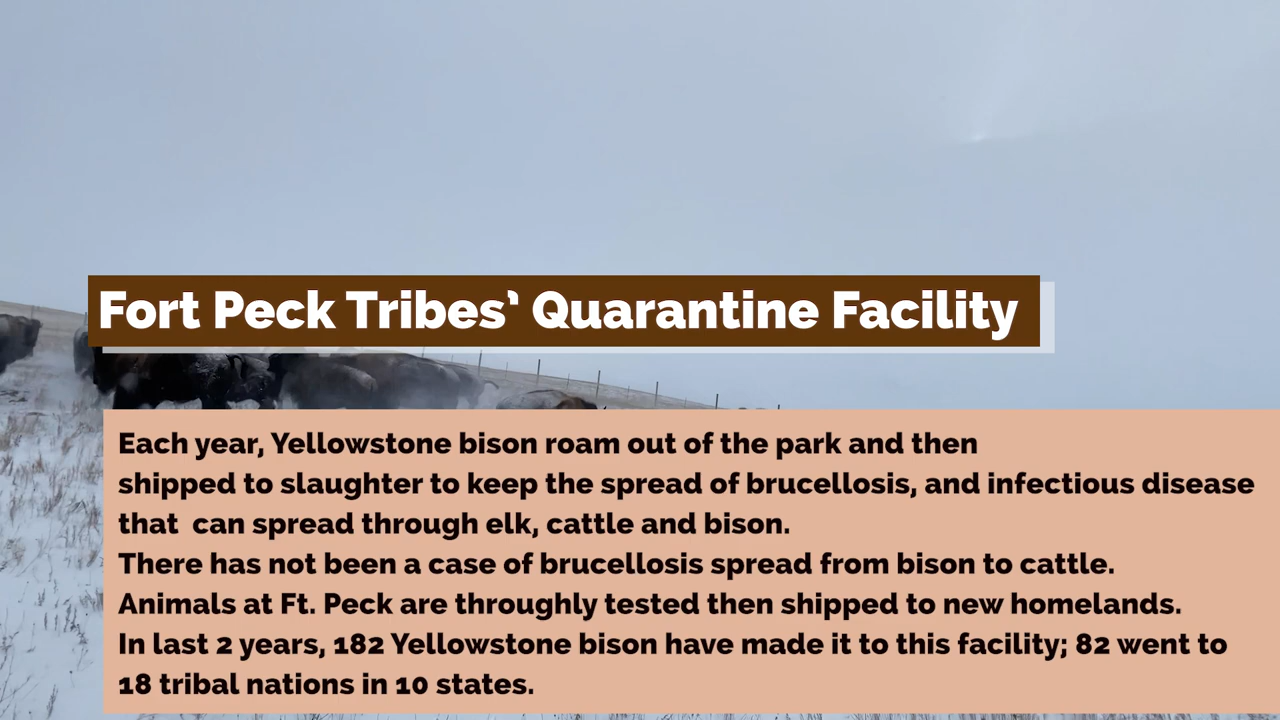 Fort Peck Tribes' Quarantine Facility
Each year, Yellowstone bison roam out of the park and then
shipped to slaughter to keep the spread of brucellosis, and infectious disease
that  can spread through elk, cattle and bison.
There has not been a case of brucellosis spread from bison to cattle.
Animals at Ft. Peck are throughly tested then shipped to new homelands.
In last 2 years, 182 Yellowstone bison have made it to this facility; 82 went to
18 tribal nations in 10 states.